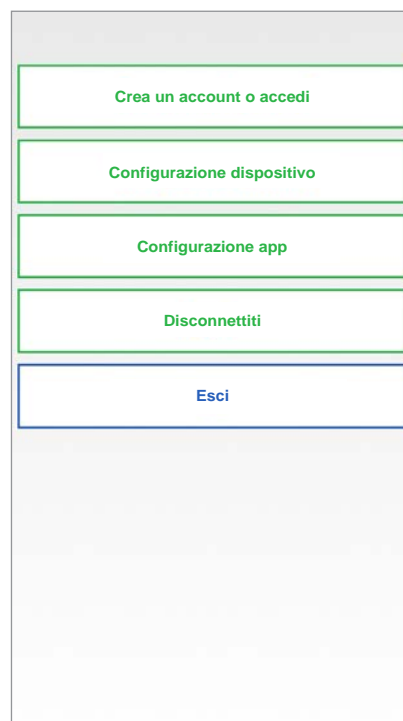 Crea un account o accedi
Configurazione dispositivo
Configurazione app
Disconnettiti
Esci